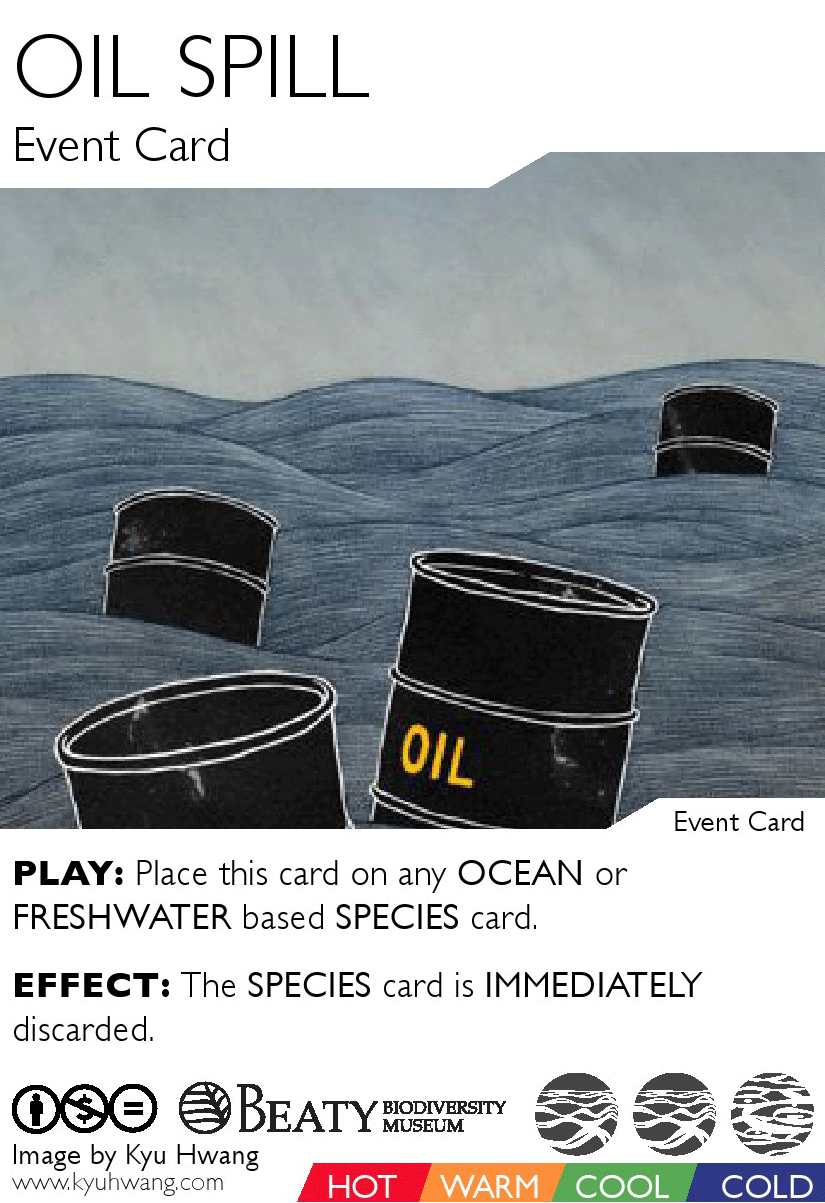 OIL SPILL
Event Card
OIL
Event Card
PLAY: Place this card on any OCEAN or
FRESHWATER based SPECIES card.
EFFECT: The SPECIES card is IMMEDIATELY
discarded.
BEATY BIODIVERSITY
MUSEUM
Image by Kyu Hwang
www.kyuhwang.com
HOT WARM COOL COLD